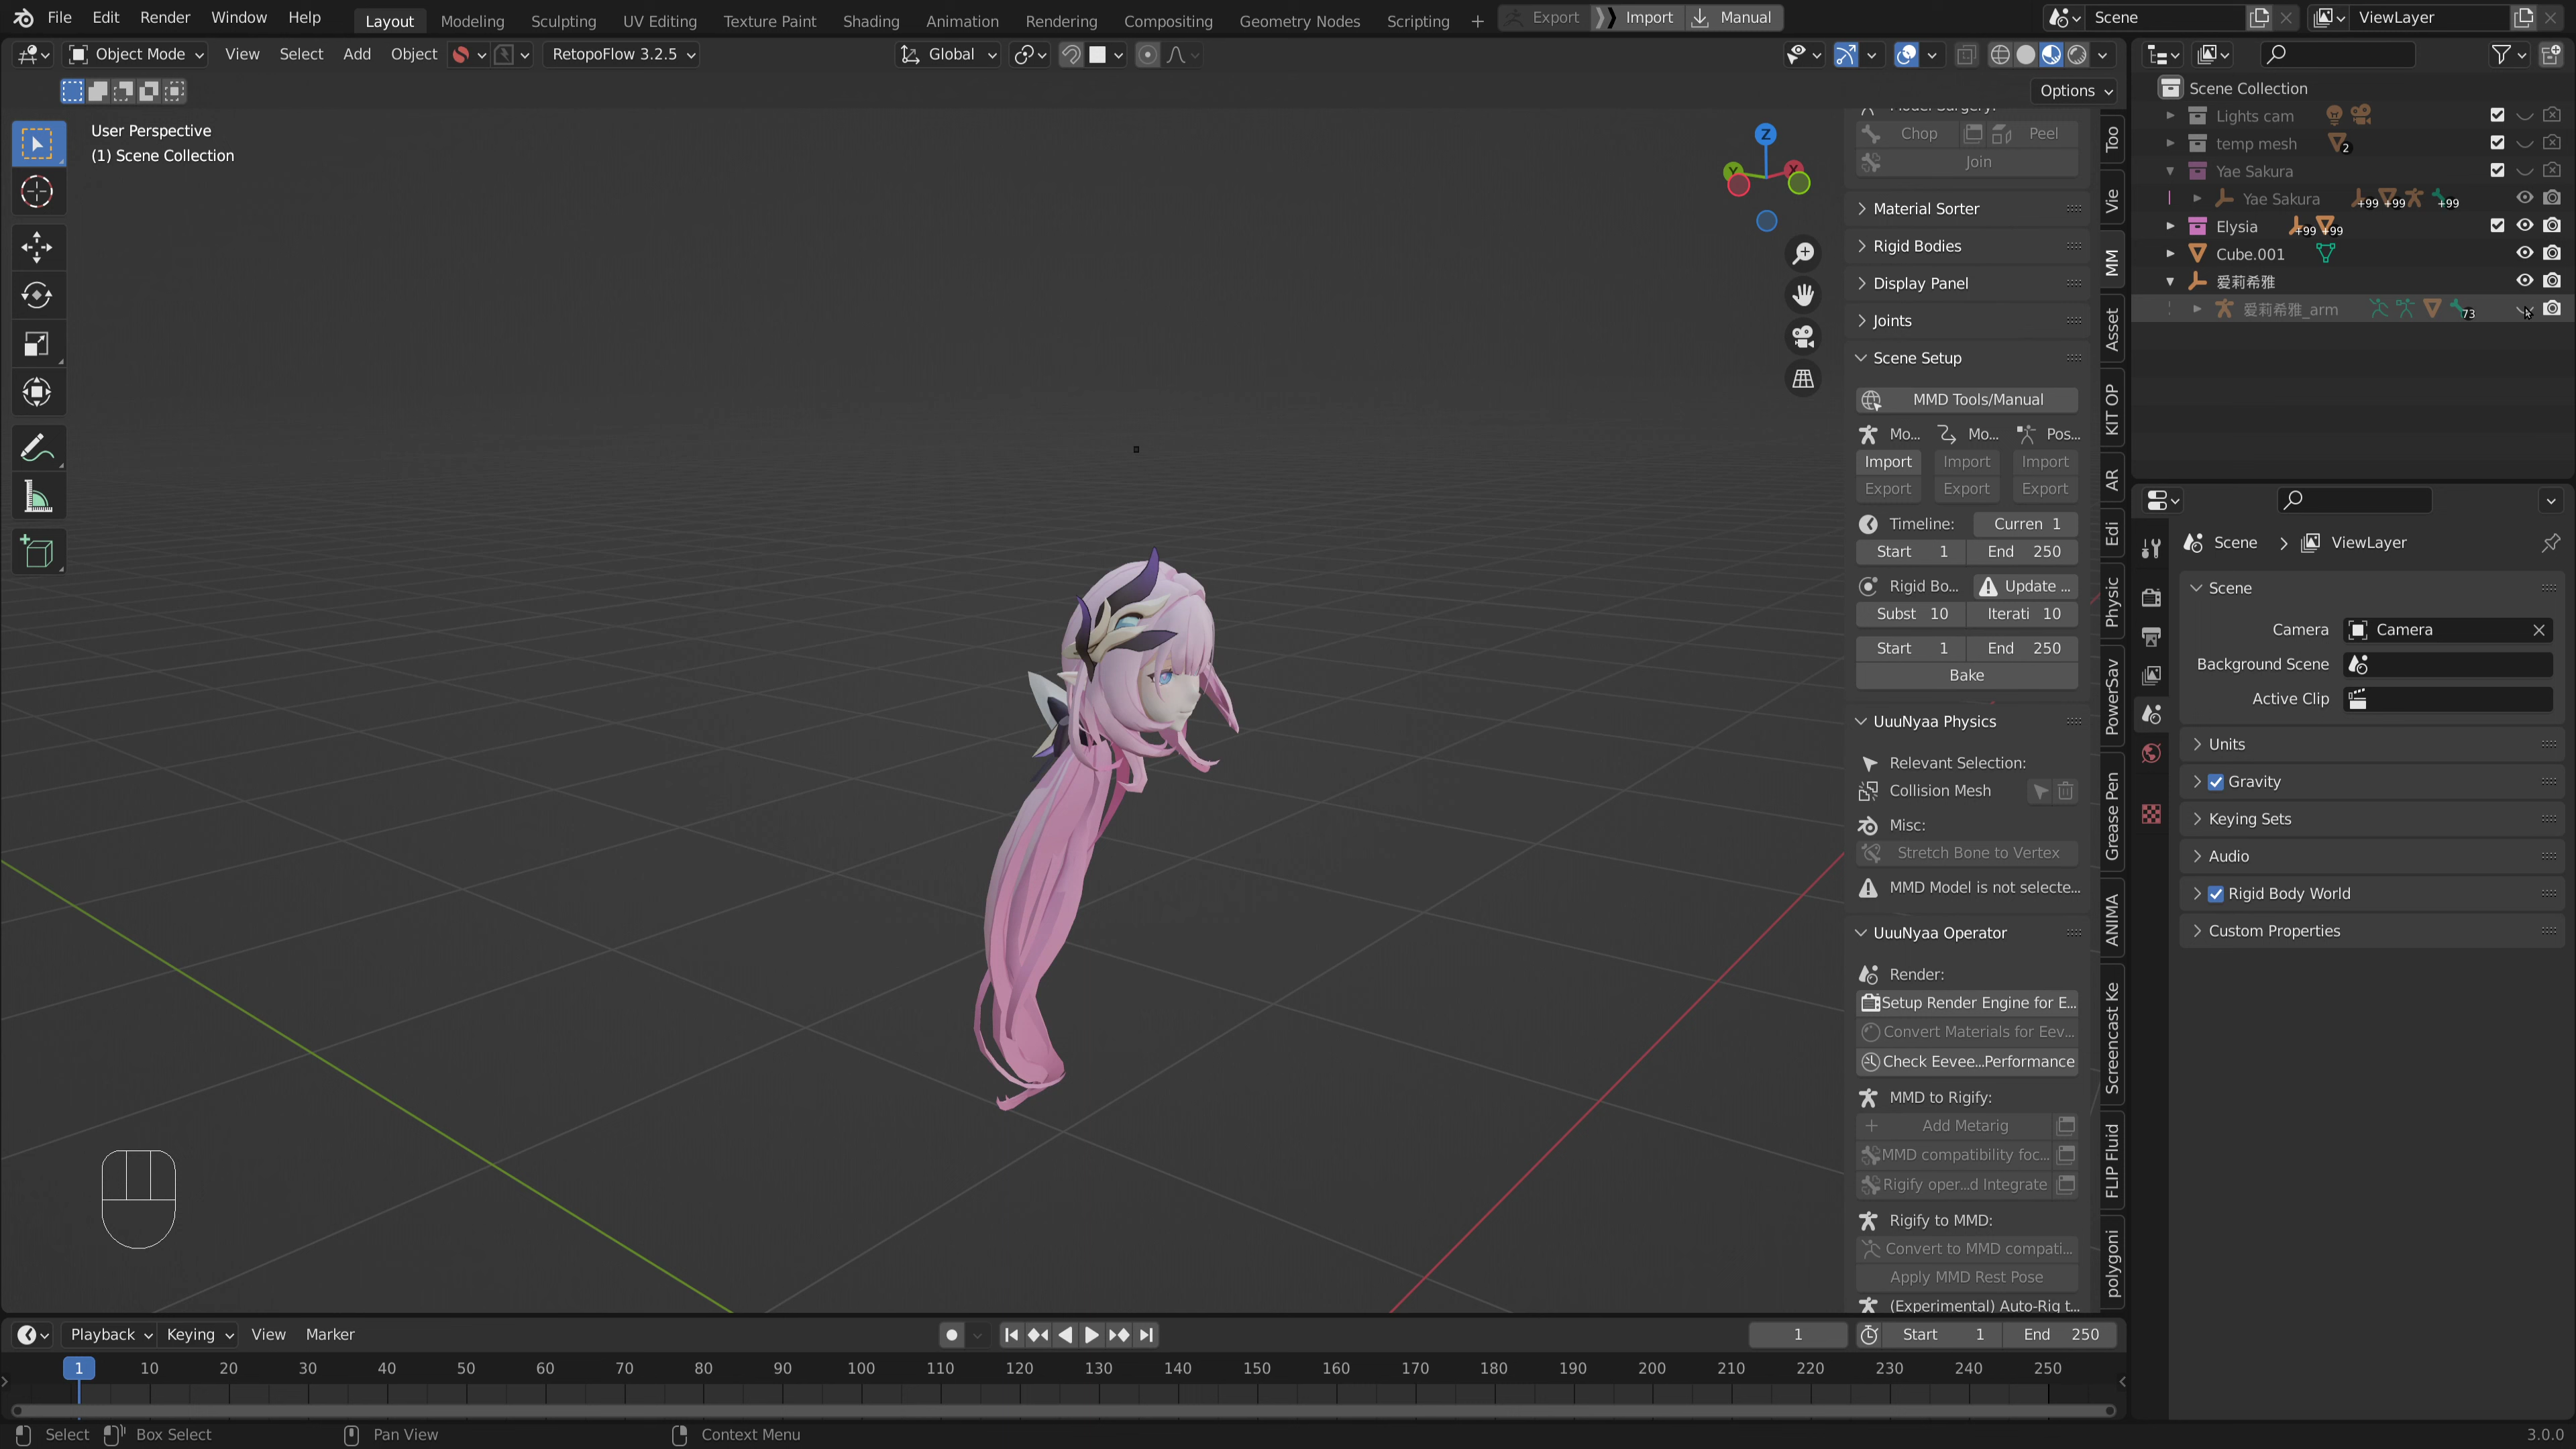 File Edit Render Window Help Layout Modeling Sculpting UV Editing Texture Paint Shading Animation Rendering Compositing Geometry Nodes Scripting + Export Import Manual Scene ViewLayer
Object Mode View Select Add Object RetopoFlow 3.2.5 Global
Options
User Perspective
(1) Scene Collection
Z
Chop Peel
Join
Material Sorter
Rigid Bodies
Display Panel
Joints
Scene Setup
MMD Tools/Manual
Mo... Mo... Pos...
Import Import Import
Export Export Export
Timeline: Curren 1
Start 1 End 250
Rigid Bo... Update ...
Subst 10 Iterati 10
Start 1 End 250
Bake
UuuNyaa Physics
Relevant Selection:
Collision Mesh
Misc:
Stretch Bone to Vertex
MMD Model is not selecte...
UuuNyaa Operator
Render:
Setup Render Engine for E...
Convert Materials for Eev...
Check Eevee...Performance
MMD to Rigify:
Add Metarig
MMD compatibility foc...
Rigify oper...d Integrate
Rigify to MMD:
Convert to MMD compati...
Apply MMD Rest Pose
(Experimental) Auto-Rig t...
Too
Vie
MM
Asset
KIT OP
AR
Edi
Physic
PowerSav
Grease Pen
ANIMA
Screencast Ke
FLIP Fluid
polygoni
Scene Collection
Lights cam
temp mesh 2
Yae Sakura
Yae Sakura +99 +99 +99
Elysia +99 +99
Cube.001
爱莉希雅
爱莉希雅_arm 73
Scene > ViewLayer
Scene
Camera Camera
Background Scene
Active Clip
Units
Gravity
Keying Sets
Audio
Rigid Body World
Custom Properties
Playback Keying View Marker 1 Start 1 End 250
1 10 20 30 40 50 60 70 80 90 100 110 120 130 140 150 160 170 180 190 200 210 220 230 240 250
Select Box Select Pan View Context Menu 3.0.0